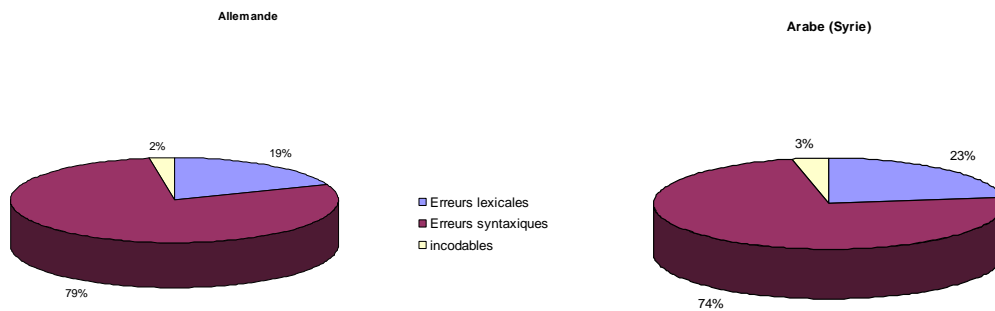 Allemande
2%
19%
79%
Erreurs lexicales
Erreurs syntaxiques
incodables
Arabe (Syrie)
3%
23%
74%